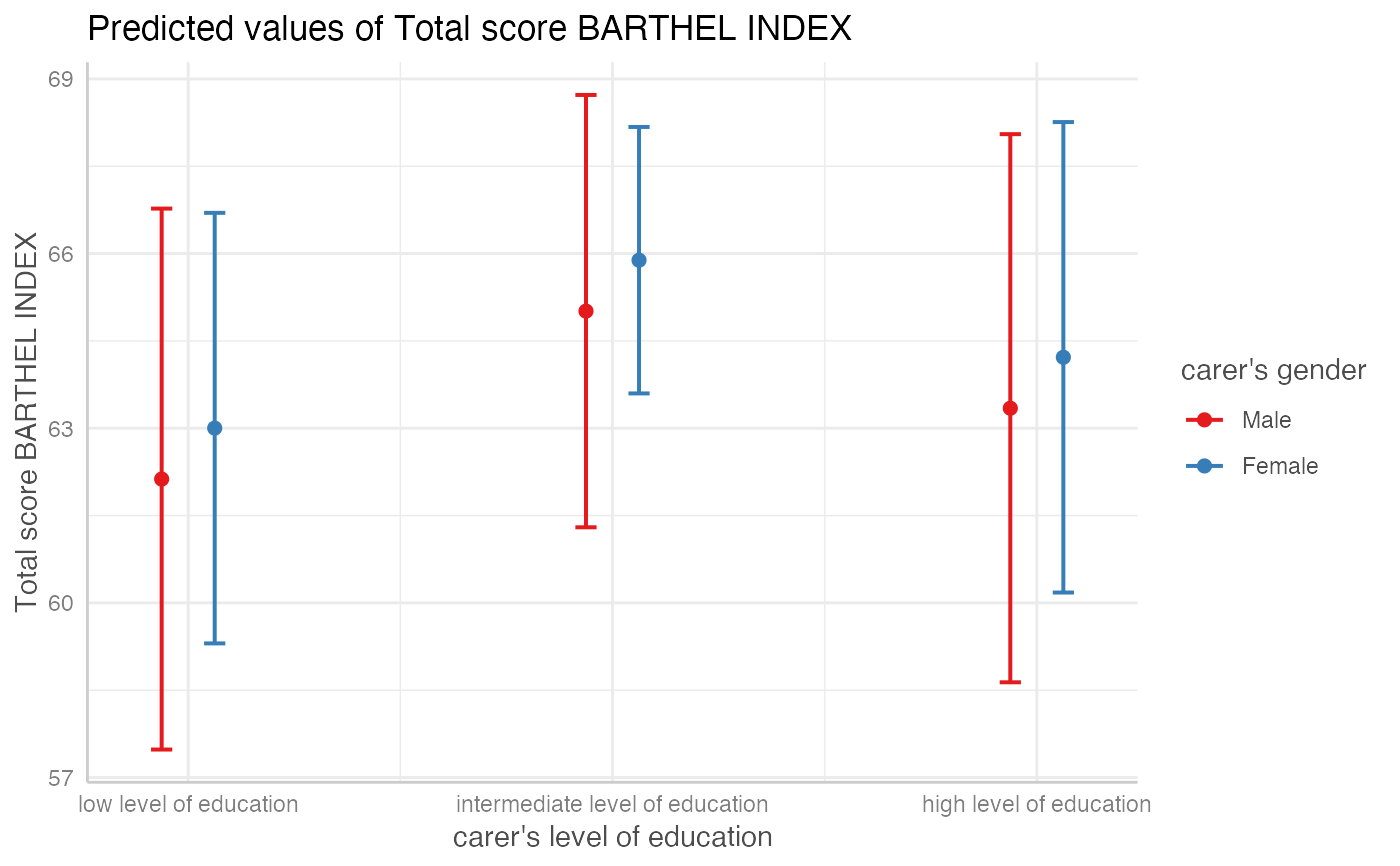 Predicted values of Total score BARTHEL INDEX
Total score BARTHEL INDEX
69
66
63
60
57
low level of education
intermediate level of education
high level of education
carer's level of education
carer's gender
Male
Female